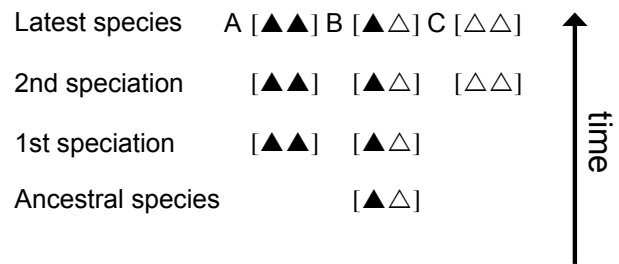 Latest species A [▲▲] B [▲△] C [△△]
2nd speciation [▲▲] [▲△] [△△]
1st speciation [▲▲] [▲△]
Ancestral species [▲△]
time